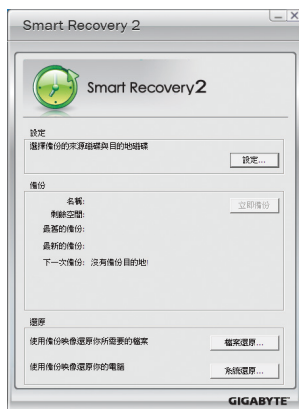 Smart Recovery 2
Smart Recovery2
設定
選擇備份的來源磁碟與目的地磁碟
設定...
備份
名稱:
立即備份
剩餘空間:
最舊的備份:
最新的備份:
下一次備份: 沒有備份目的地!
還原
使用備份映像還原你所需要的檔案
檔案還原...
使用備份映像還原你的電腦
系統還原...
GIGABYTE™